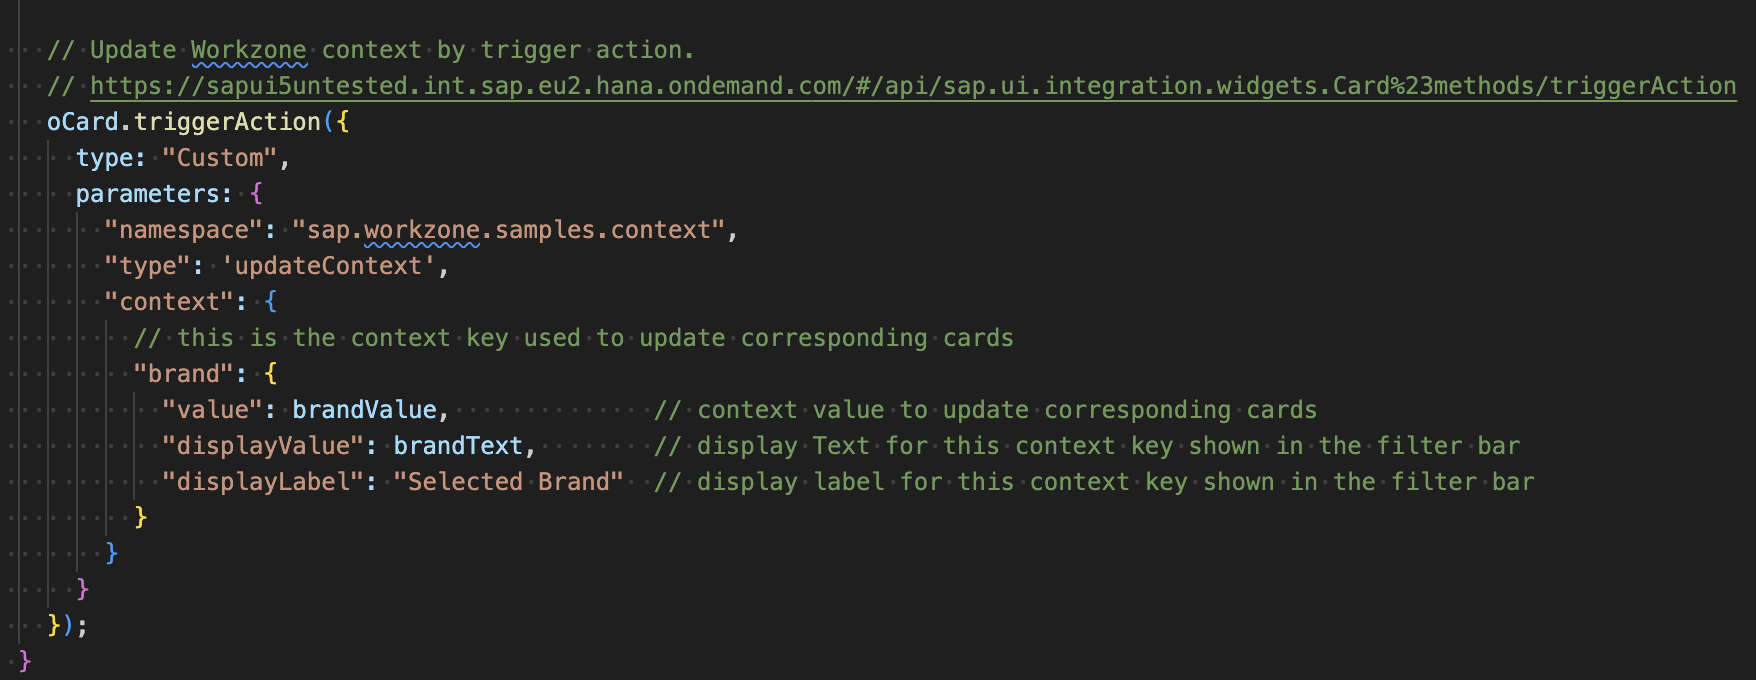 // Update Workzone context by trigger action.
// https://sapui5untested.int.sap.eu2.hana.ondemand.com/#/api/sap.ui.integration.widgets.Card%23methods/triggerAction
oCard.triggerAction({
type: "Custom",
parameters: {
"namespace": "sap.workzone.samples.context",
"type": 'updateContext',
"context": {
// this is the context key used to update corresponding cards
"brand": {
"value": brandValue, // context value to update corresponding cards
"displayValue": brandText, // display Text for this context key shown in the filter bar
"displayLabel": "Selected Brand" // display label for this context key shown in the filter bar
}
}
}
});
}